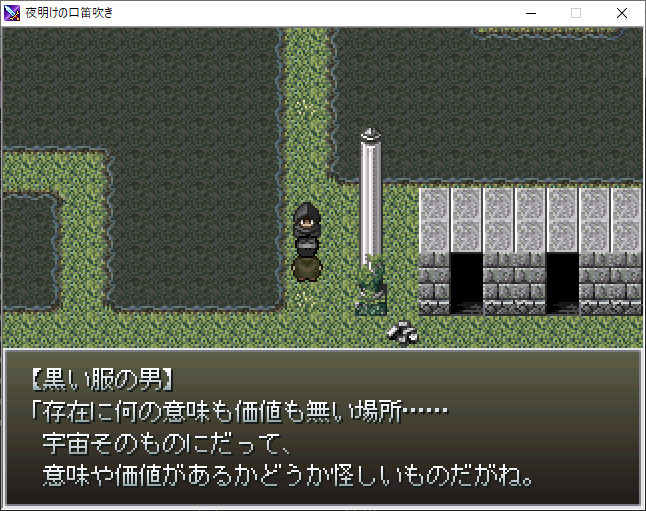 夜明けの口笛吹き
【黒い服の男】
「存在に何の意味も価値も無い場所……
宇宙そのものにだって、
意味や価値があるかどうか怪しいものだがね。